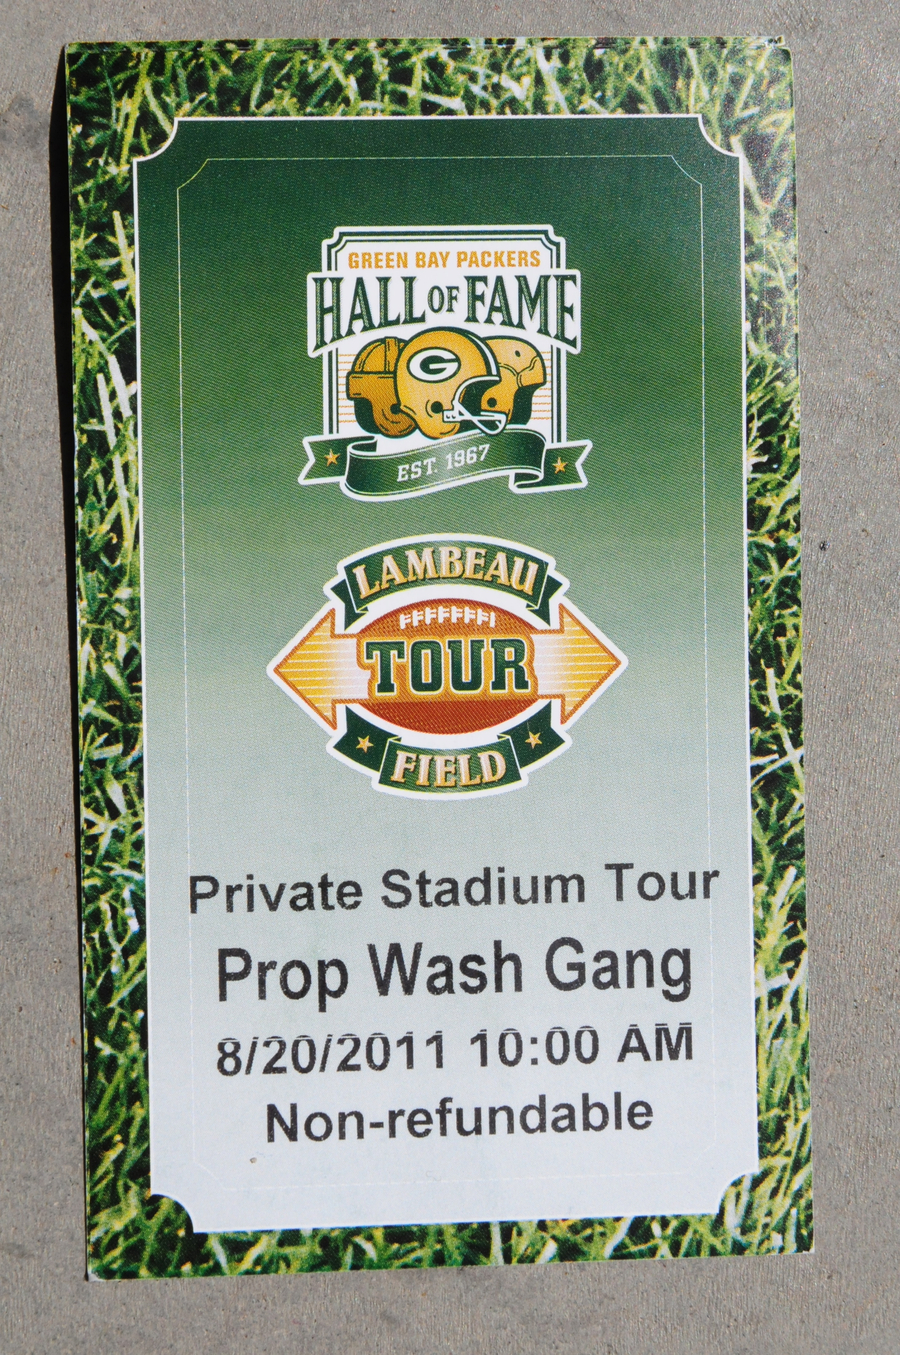 GREEN BAY PACKERS
HALL OF FAME
G
EST. 1967
LAMBEAU
TOUR
FIELD
Private Stadium Tour
Prop Wash Gang
8/20/2011 10:00 AM
Non-refundable